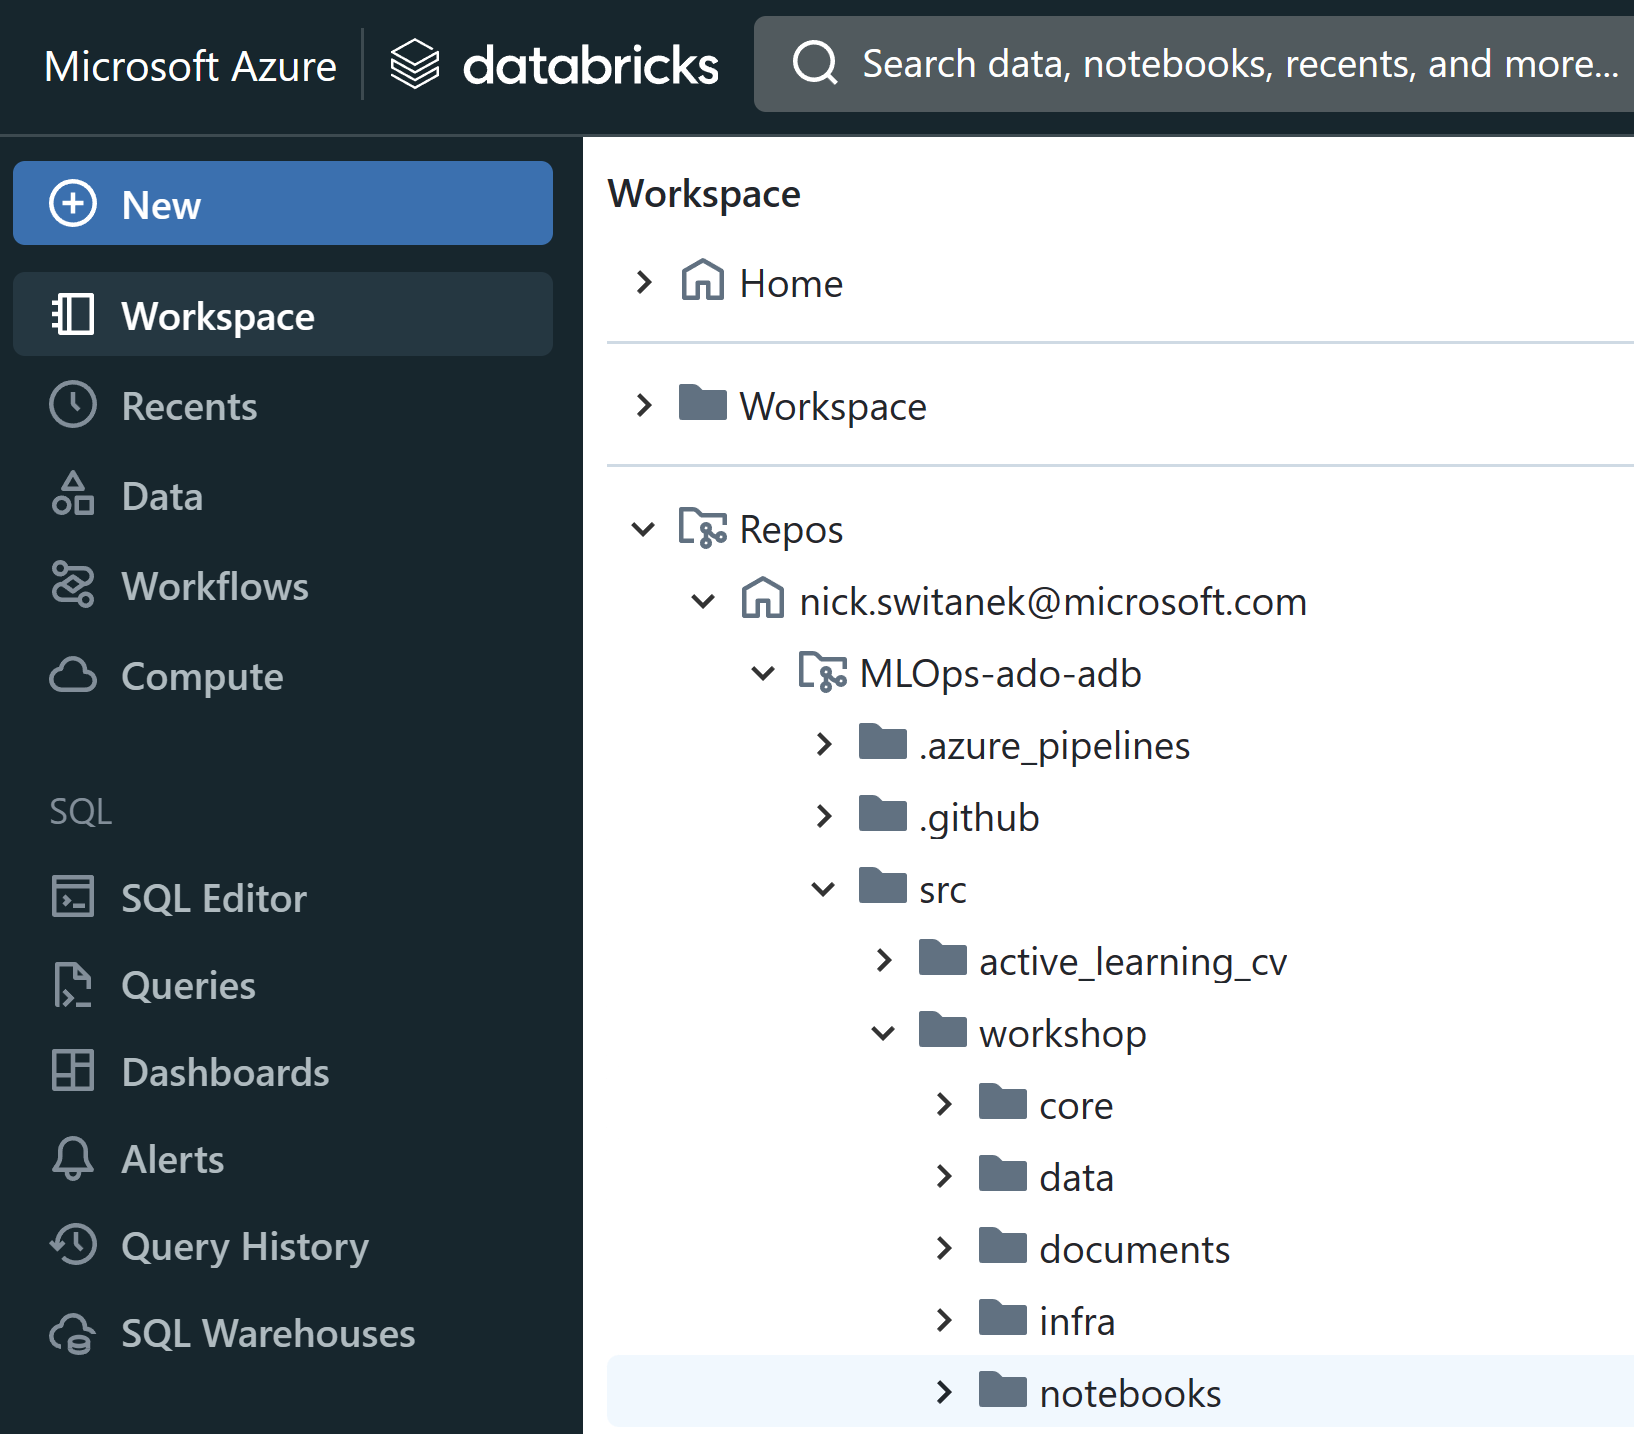 Microsoft Azure databricks Search data, notebooks, recents, and more...
New
Workspace
Recents
Data
Workflows
Compute
SQL
SQL Editor
Queries
Dashboards
Alerts
Query History
SQL Warehouses
Workspace
Home
Workspace
Repos
nick.switanek@microsoft.com
MLOps-ado-adb
.azure_pipelines
.github
src
active_learning_cv
workshop
core
data
documents
infra
notebooks